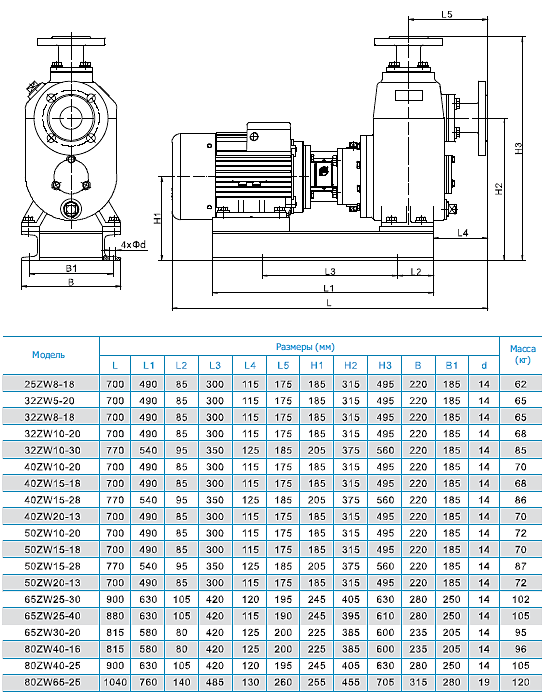 L5
H3
H2
H1
L4
4xΦd
B1
B
L3
L2
L1
L
Модель Размеры (мм) Масса (кг)
L L1 L2 L3 L4 L5 H1 H2 H3 B B1 d
25ZW8-18 700 490 85 300 115 175 185 315 495 220 185 14 62
32ZW5-20 700 490 85 300 115 175 185 315 495 220 185 14 65
32ZW8-18 700 490 85 300 115 175 185 315 495 220 185 14 65
32ZW10-20 700 490 85 300 115 175 185 315 495 220 185 14 68
32ZW10-30 770 540 95 350 125 185 205 375 560 220 185 14 85
40ZW10-20 700 490 85 300 115 175 185 315 495 220 185 14 70
40ZW15-18 700 490 85 300 115 175 185 315 495 220 185 14 68
40ZW15-28 770 540 95 350 125 185 205 375 560 220 185 14 86
40ZW20-13 700 490 85 300 115 175 185 315 495 220 185 14 70
50ZW10-20 700 490 85 300 115 175 185 315 495 220 185 14 72
50ZW15-18 700 490 85 300 115 175 185 315 495 220 185 14 70
50ZW15-28 770 540 95 350 125 185 205 375 560 220 185 14 87
50ZW20-13 700 490 85 300 115 175 185 315 495 220 185 14 72
65ZW25-30 900 630 105 420 120 195 245 405 630 280 250 14 102
65ZW25-40 880 630 105 420 115 190 245 395 610 280 250 14 105
65ZW30-20 815 580 80 420 125 200 225 385 600 235 205 14 95
80ZW40-16 815 580 80 420 125 200 225 385 600 235 205 14 96
80ZW40-25 900 630 105 420 120 195 245 405 630 280 250 14 105
80ZW65-25 1040 760 140 485 130 260 255 455 705 315 280 19 120